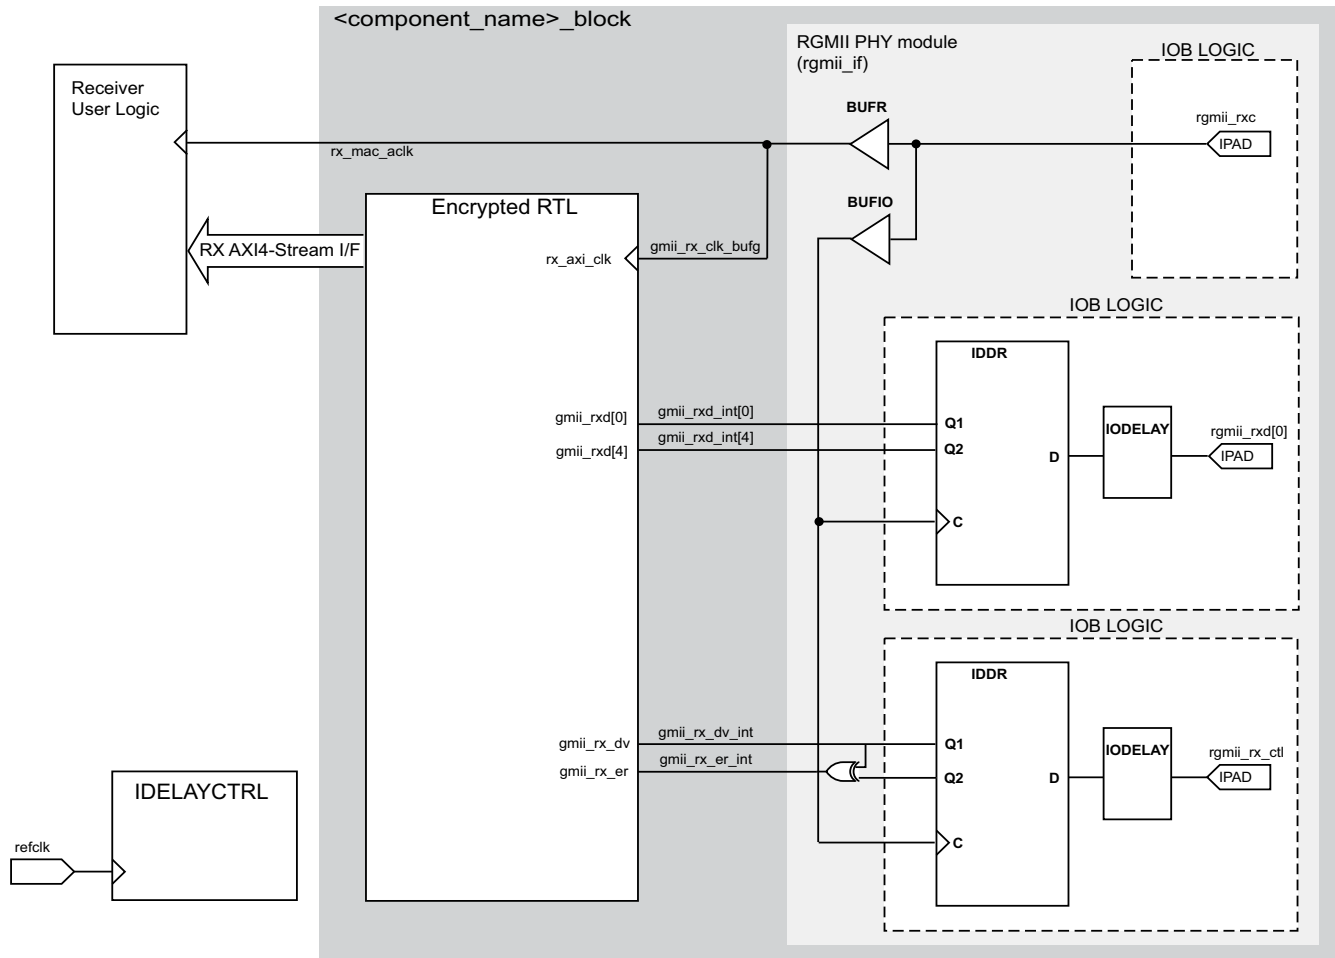 <component_name>_block
RGMII PHY module
(rgmii_if)
IOB LOGIC
Receiver
User Logic
BUFR
rgmii_rxc
IPAD
rx_mac_aclk
Encrypted RTL
BUFIO
RX AXI4-Stream I/F
gmii_rx_clk_bufg
rx_axi_clk
IOB LOGIC
IDDR
gmii_rxd[0]
gmii_rxd_int[0]
Q1
IODELAY
rgmii_rxd[0]
gmii_rxd[4]
gmii_rxd_int[4]
Q2
D
IPAD
C
IOB LOGIC
IDDR
gmii_rx_dv
gmii_rx_dv_int
Q1
IODELAY
rgmii_rx_ctl
gmii_rx_er
gmii_rx_er_int
Q2
D
IPAD
IDELAYCTRL
C
refclk